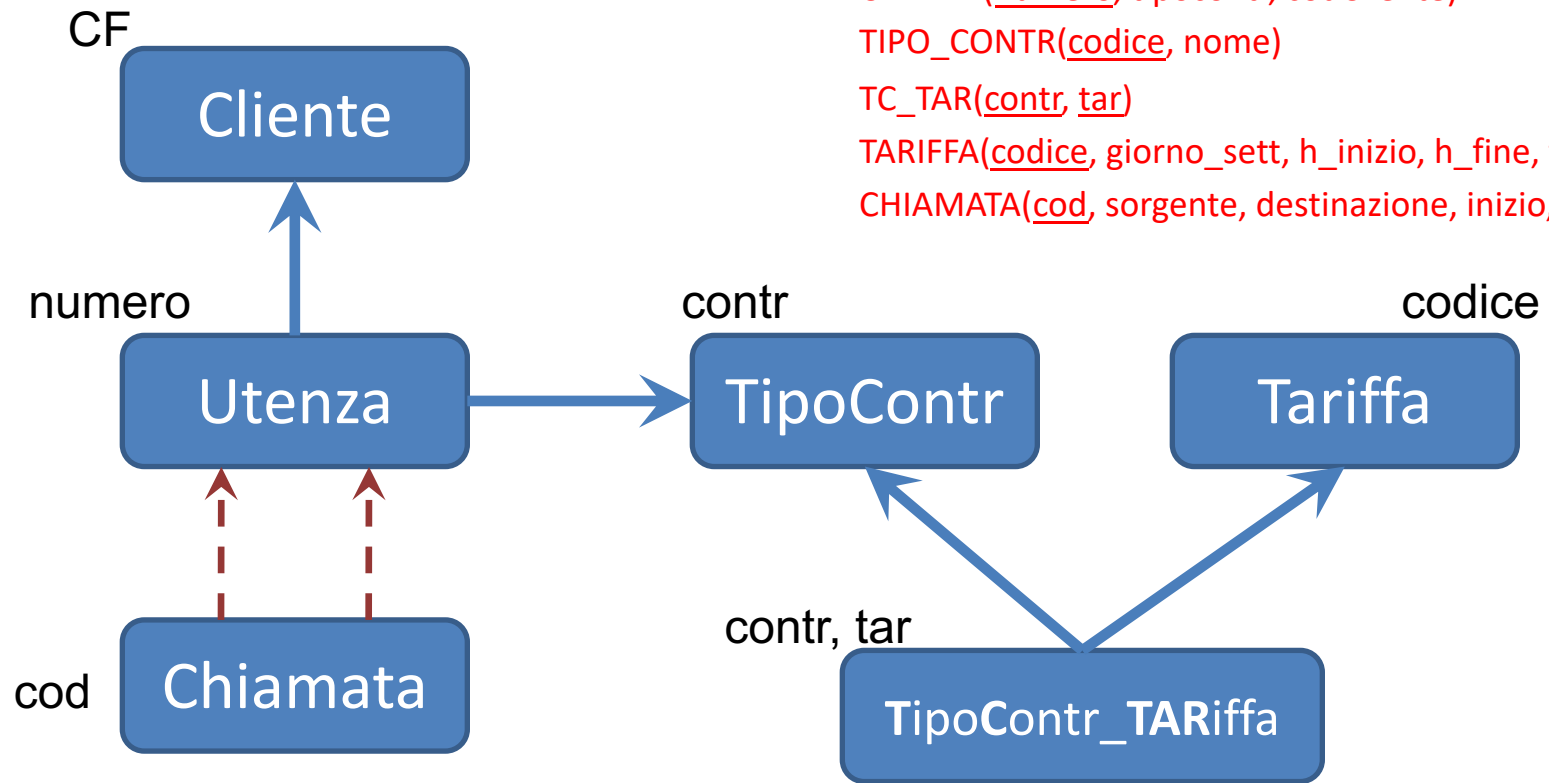 CF
Cliente
TIPO_CONTR(codice, nome)
TC_TAR(contr, tar)
TARIFFA(codice, giorno_sett, h_inizio, h_fine,
CHIAMATA(cod, sorgente, destinazione, inizio,
numero
contr
codice
Utenza
TipoContr
Tariffa
contr, tar
cod
Chiamata
TipoContr_TARiffa